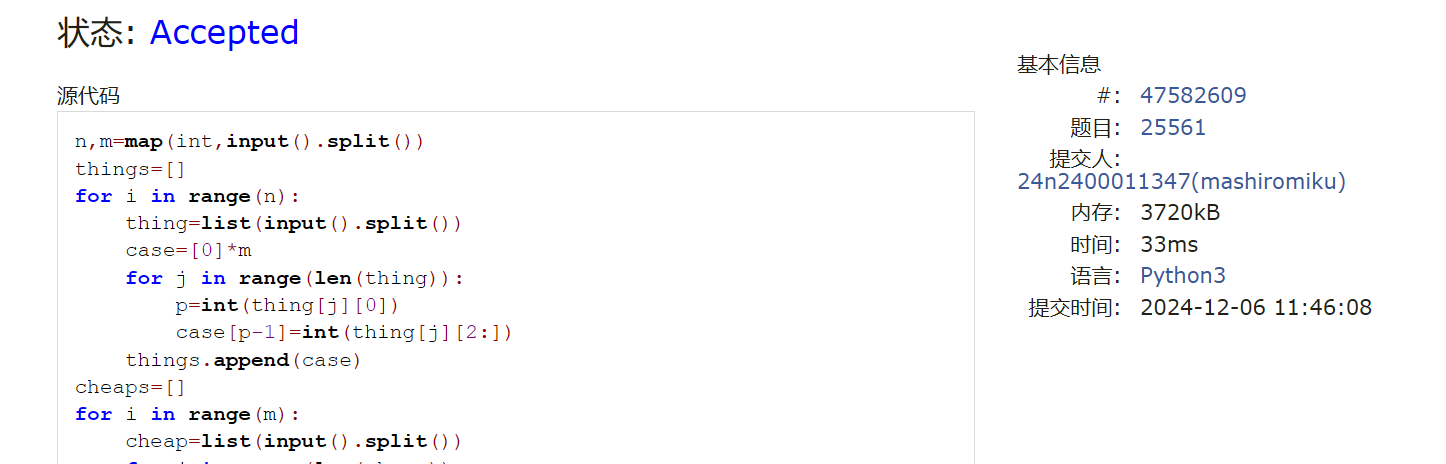 状态: Accepted
源代码
n,m=map(int,input().split())
things=[]
for i in range(n):
    thing=list(input().split())
    case=[0]*m
    for j in range(len(thing)):
        p=int(thing[j][0])
        case[p-1]=int(thing[j][2:])
    things.append(case)
cheaps=[]
for i in range(m):
    cheap=list(input().split())
基本信息
#: 47582609
题目: 25561
提交人:
24n2400011347(mashiromiku)
内存: 3720kB
时间: 33ms
语言: Python3
提交时间: 2024-12-06 11:46:08